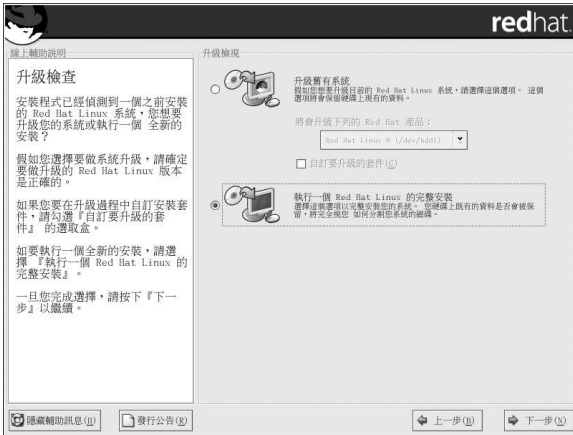 redhat.
線上輔助說明
升級檢查
安裝程式已經偵測到一個之前安裝
的 Red Hat Linux 系統,您想要
升級您的系統或執行一個 全新的
安裝?
假如您選擇要做系統升級,請確定
要做升級的 Red Hat Linux 版本
是正確的。
如果您要在升級過程中自訂安裝套
件,請勾選『自訂要升級的套
件』 的選取盒。
如要執行一個全新的安裝,請選
擇 『執行一個 Red Hat Linux 的
完整安裝』。
一旦您完成選擇,請按下『下一
步』以繼續。
升級檢視
升級舊有系統
假如您想要升級目前的 Red Hat Linux 系統,請選擇這個選項。 這個
選項將會保留硬碟上現有的資料。
將會升級下列的 Red Hat 產品:
Red Hat Linux 9 (/dev/hdd1)
自訂要升級的套件(C)
執行一個 Red Hat Linux 的完整安裝
選擇這個選項以完整安裝您的系統。 您硬碟上既有的資料是否會被保
留,將完全視您 如何分割您系統的磁碟。
隱藏輔助訊息(H)
發行公告(R)
上一步(B)
下一步(N)